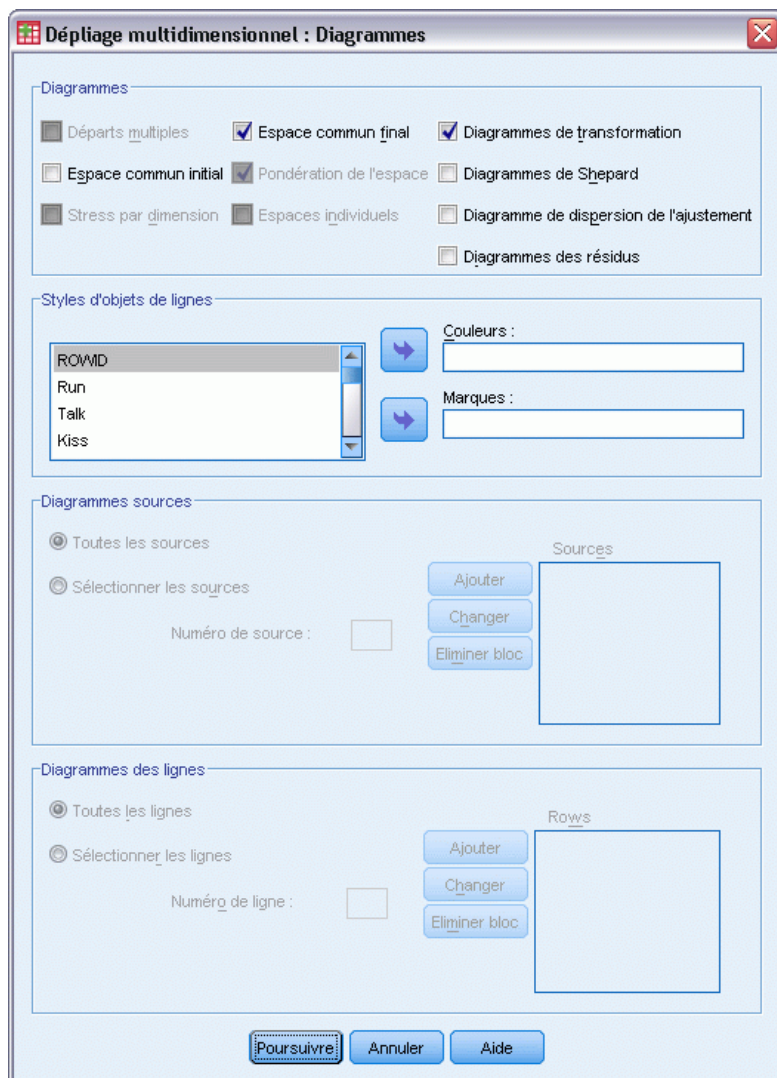 Dépliage multidimensionnel : Diagrammes
Diagrammes
Départs multiples
Espace commun final
Diagrammes de transformation
Espace commun initial
Pondération de l'espace
Diagrammes de Shepard
Stress par dimension
Espaces individuels
Diagramme de dispersion de l'ajustement
Diagrammes des résidus
Styles d'objets de lignes
ROWID
Run
Talk
Kiss
Couleurs :
Marques :
Diagrammes sources
Toutes les sources
Sélectionner les sources
Numéro de source :
Ajouter
Changer
Eliminer bloc
Sources
Diagrammes des lignes
Toutes les lignes
Sélectionner les lignes
Numéro de ligne :
Ajouter
Changer
Eliminer bloc
Rows
Poursuivre
Annuler
Aide